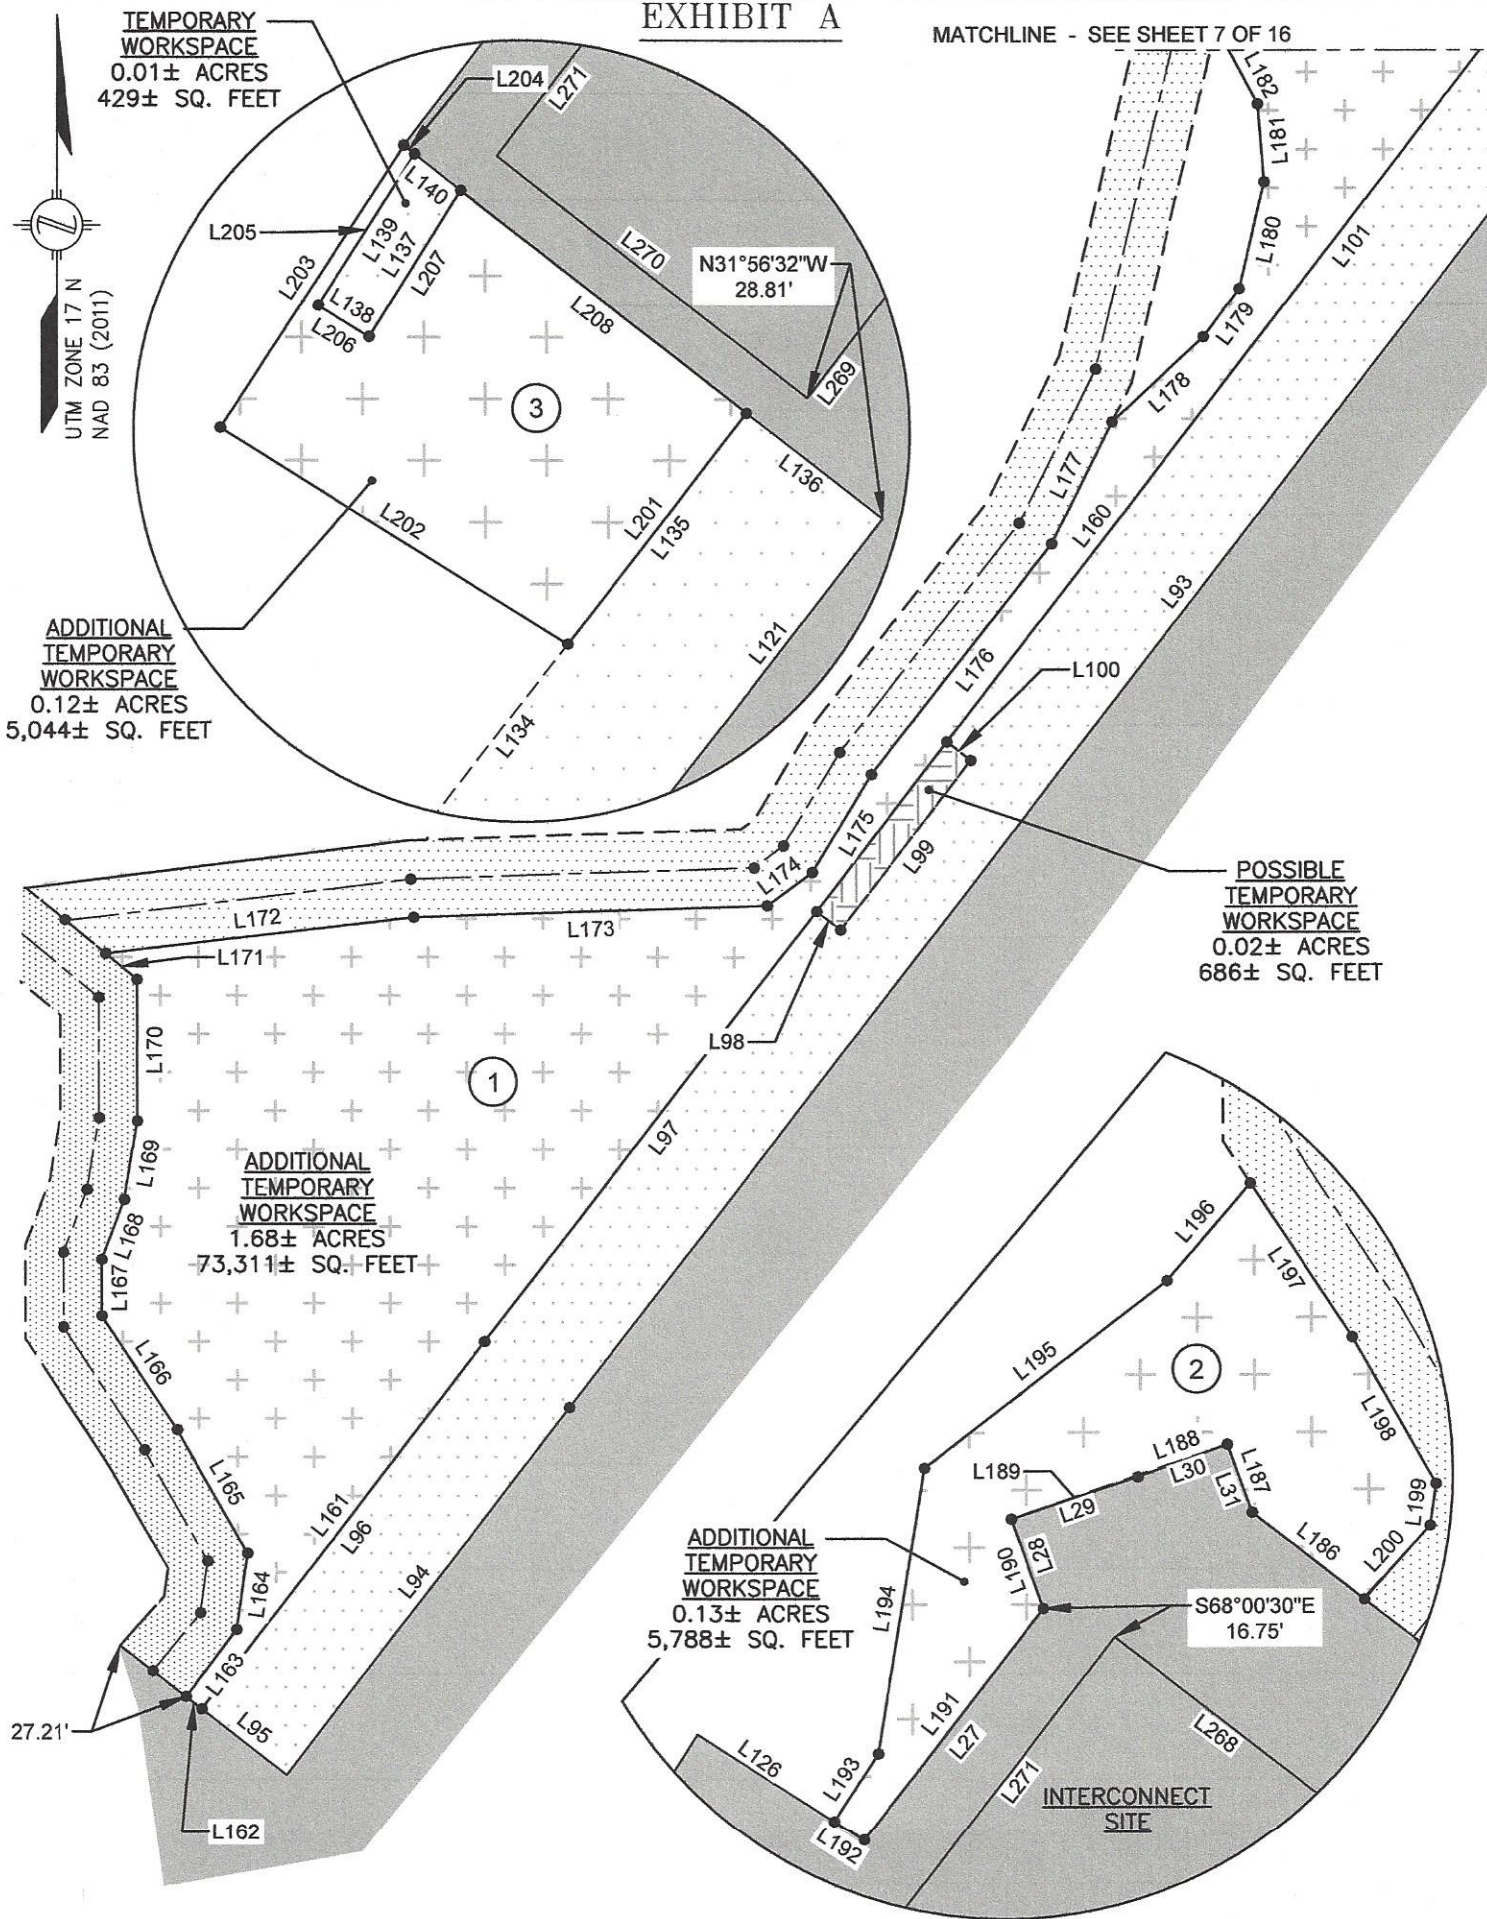 EXHIBIT A
MATCHLINE - SEE SHEET 7 OF 16
TEMPORARY
WORKSPACE
0.01± ACRES
429± SQ. FEET
UTM ZONE 17 N
NAD 83 (2011)
L204
L271
L140
L205
L139
L137
L203
L207
L138
L206
L270
N31°56'32"W
28.81'
L208
L269
3
L136
L202
L201
L135
L121
L134
ADDITIONAL
TEMPORARY
WORKSPACE
0.12± ACRES
5,044± SQ. FEET
L182
L181
L180
L101
L179
L178
L177
L160
L93
L176
L100
L175
L99
L174
L172
L173
L171
POSSIBLE
TEMPORARY
WORKSPACE
0.02± ACRES
686± SQ. FEET
L98
L170
1
L97
L169
ADDITIONAL
TEMPORARY
WORKSPACE
1.68± ACRES
73,311± SQ. FEET
L168
L167
L166
L165
L161
L96
L164
L94
L163
L95
27.21'
L162
L196
L197
L195
2
L198
L188
L30
L189
L29
L187
L31
L199
L186
L200
L28
L190
ADDITIONAL
TEMPORARY
WORKSPACE
0.13± ACRES
5,788± SQ. FEET
L194
S68°00'30"E
16.75'
L191
L27
L268
L126
L193
L271
INTERCONNECT
SITE
L192